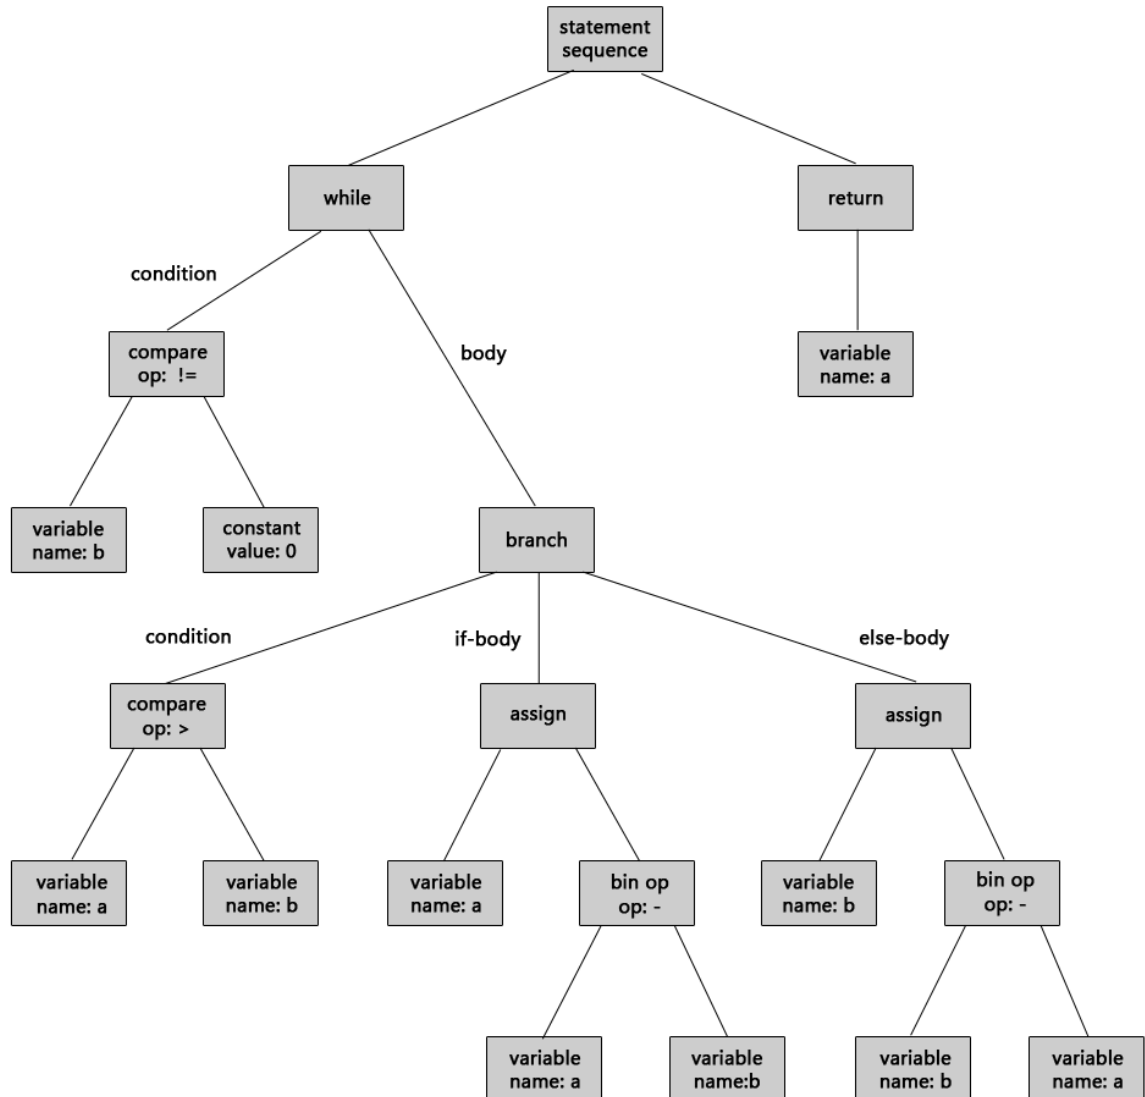 statement
sequence
while
return
condition
body
compare
op: !=
variable
name: a
variable
name: b
constant
value: 0
branch
condition
if-body
else-body
compare
op: >
assign
assign
variable
name: a
variable
name: b
variable
name: a
bin op
op: -
variable
name: b
bin op
op: -
variable
name: a
variable
name:b
variable
name: b
variable
name: a